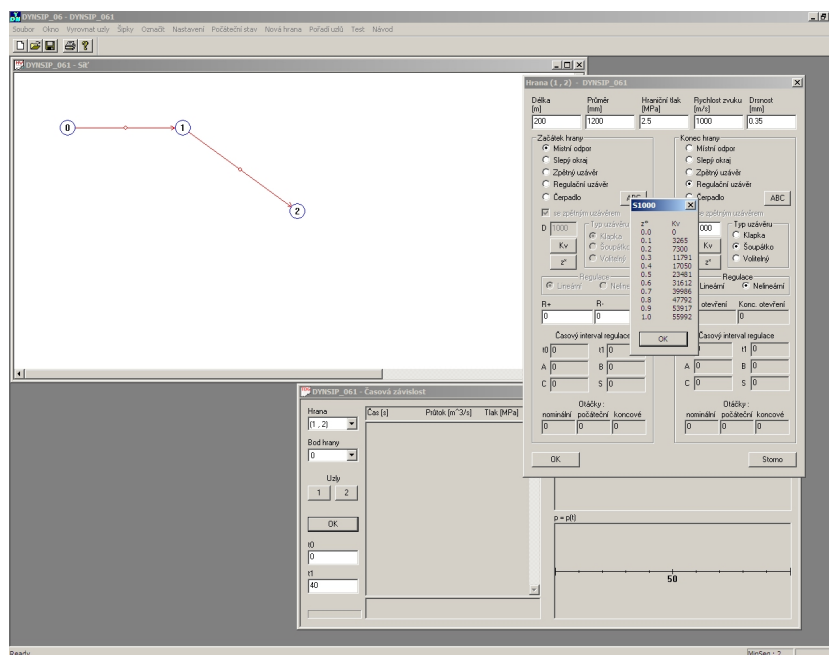 DYNSIP_06 - DYNSIP_061
Soubor Okno Vyrovnat uzly Šipky Označit Nastavení Počáteční stav Nová hrana Pořadí uzlů Test Návod
DYNSIP_061 - SIŤ
0
1
2
Hrana (1 , 2) - DYNSIP_061
Délka [m] Průměr [mm] Hraniční tlak [MPa] Rychlost zvuku [m/s] Drsnost [mm]
200 1200 2.5 1000 0.35
Začátek hrany
Místní odpor
Slepý okraj
Zpětný uzávěr
Regulační uzávěr
Čerpadlo
se zpětným uzávěrem
D 1000
Typ uzávěru
Klapka
Kv
Šoupátko
z*
Volitelný
Regulace
Lineární
R+ R-
0 0
Časový interval regulace
t0 0 t1 0
A 0 B 0
C 0 S 0
Otáčky :
nominální počáteční koncové
0 0 0
OK
Konec hrany
Místní odpor
Slepý okraj
Zpětný uzávěr
Regulační uzávěr
Čerpadlo ABC
se zpětným uzávěrem
000
Typ uzávěru
Klapka
Kv
Šoupátko
z*
Volitelný
Regulace
Lineární Nelineární
otevření Konc. otevření
0
Časový interval regulace
t1 0
A 0 B 0
C 0 S 0
Otáčky :
nominální počáteční koncové
0 0 0
Storno
S1000
z* Kv
0.0 0
0.1 3265
0.2 7300
0.3 11791
0.4 17050
0.5 23481
0.6 31612
0.7 39986
0.8 47792
0.9 53917
1.0 55992
OK
DYNSIP_061 - Časová závislost
Hrana
(1 , 2)
Bod hrany
0
Uzly
1 2
OK
t0
0
t1
40
Čas [s] Průtok [m^3/s] Tlak [MPa]
p = p(t)
50
Ready
MinSeg : 2